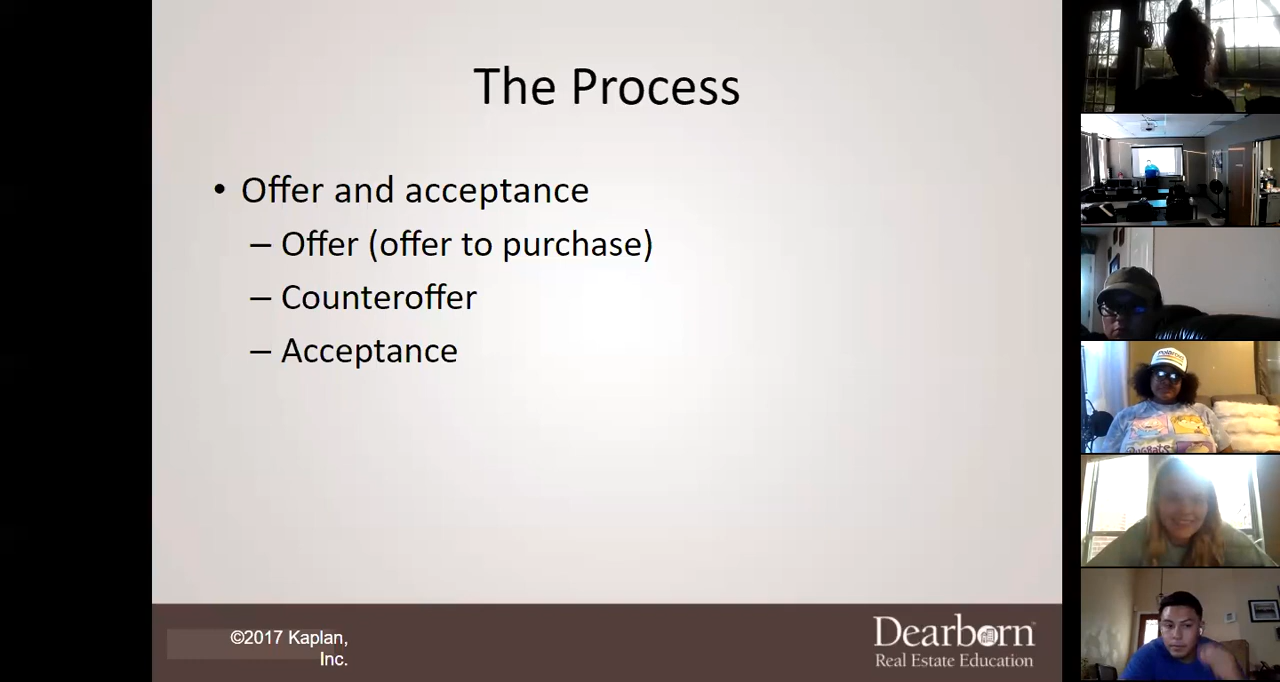 The Process
• Offer and acceptance
– Offer (offer to purchase)
– Counteroffer
– Acceptance
©2017 Kaplan,
Inc.
Dearborn
Real Estate Education